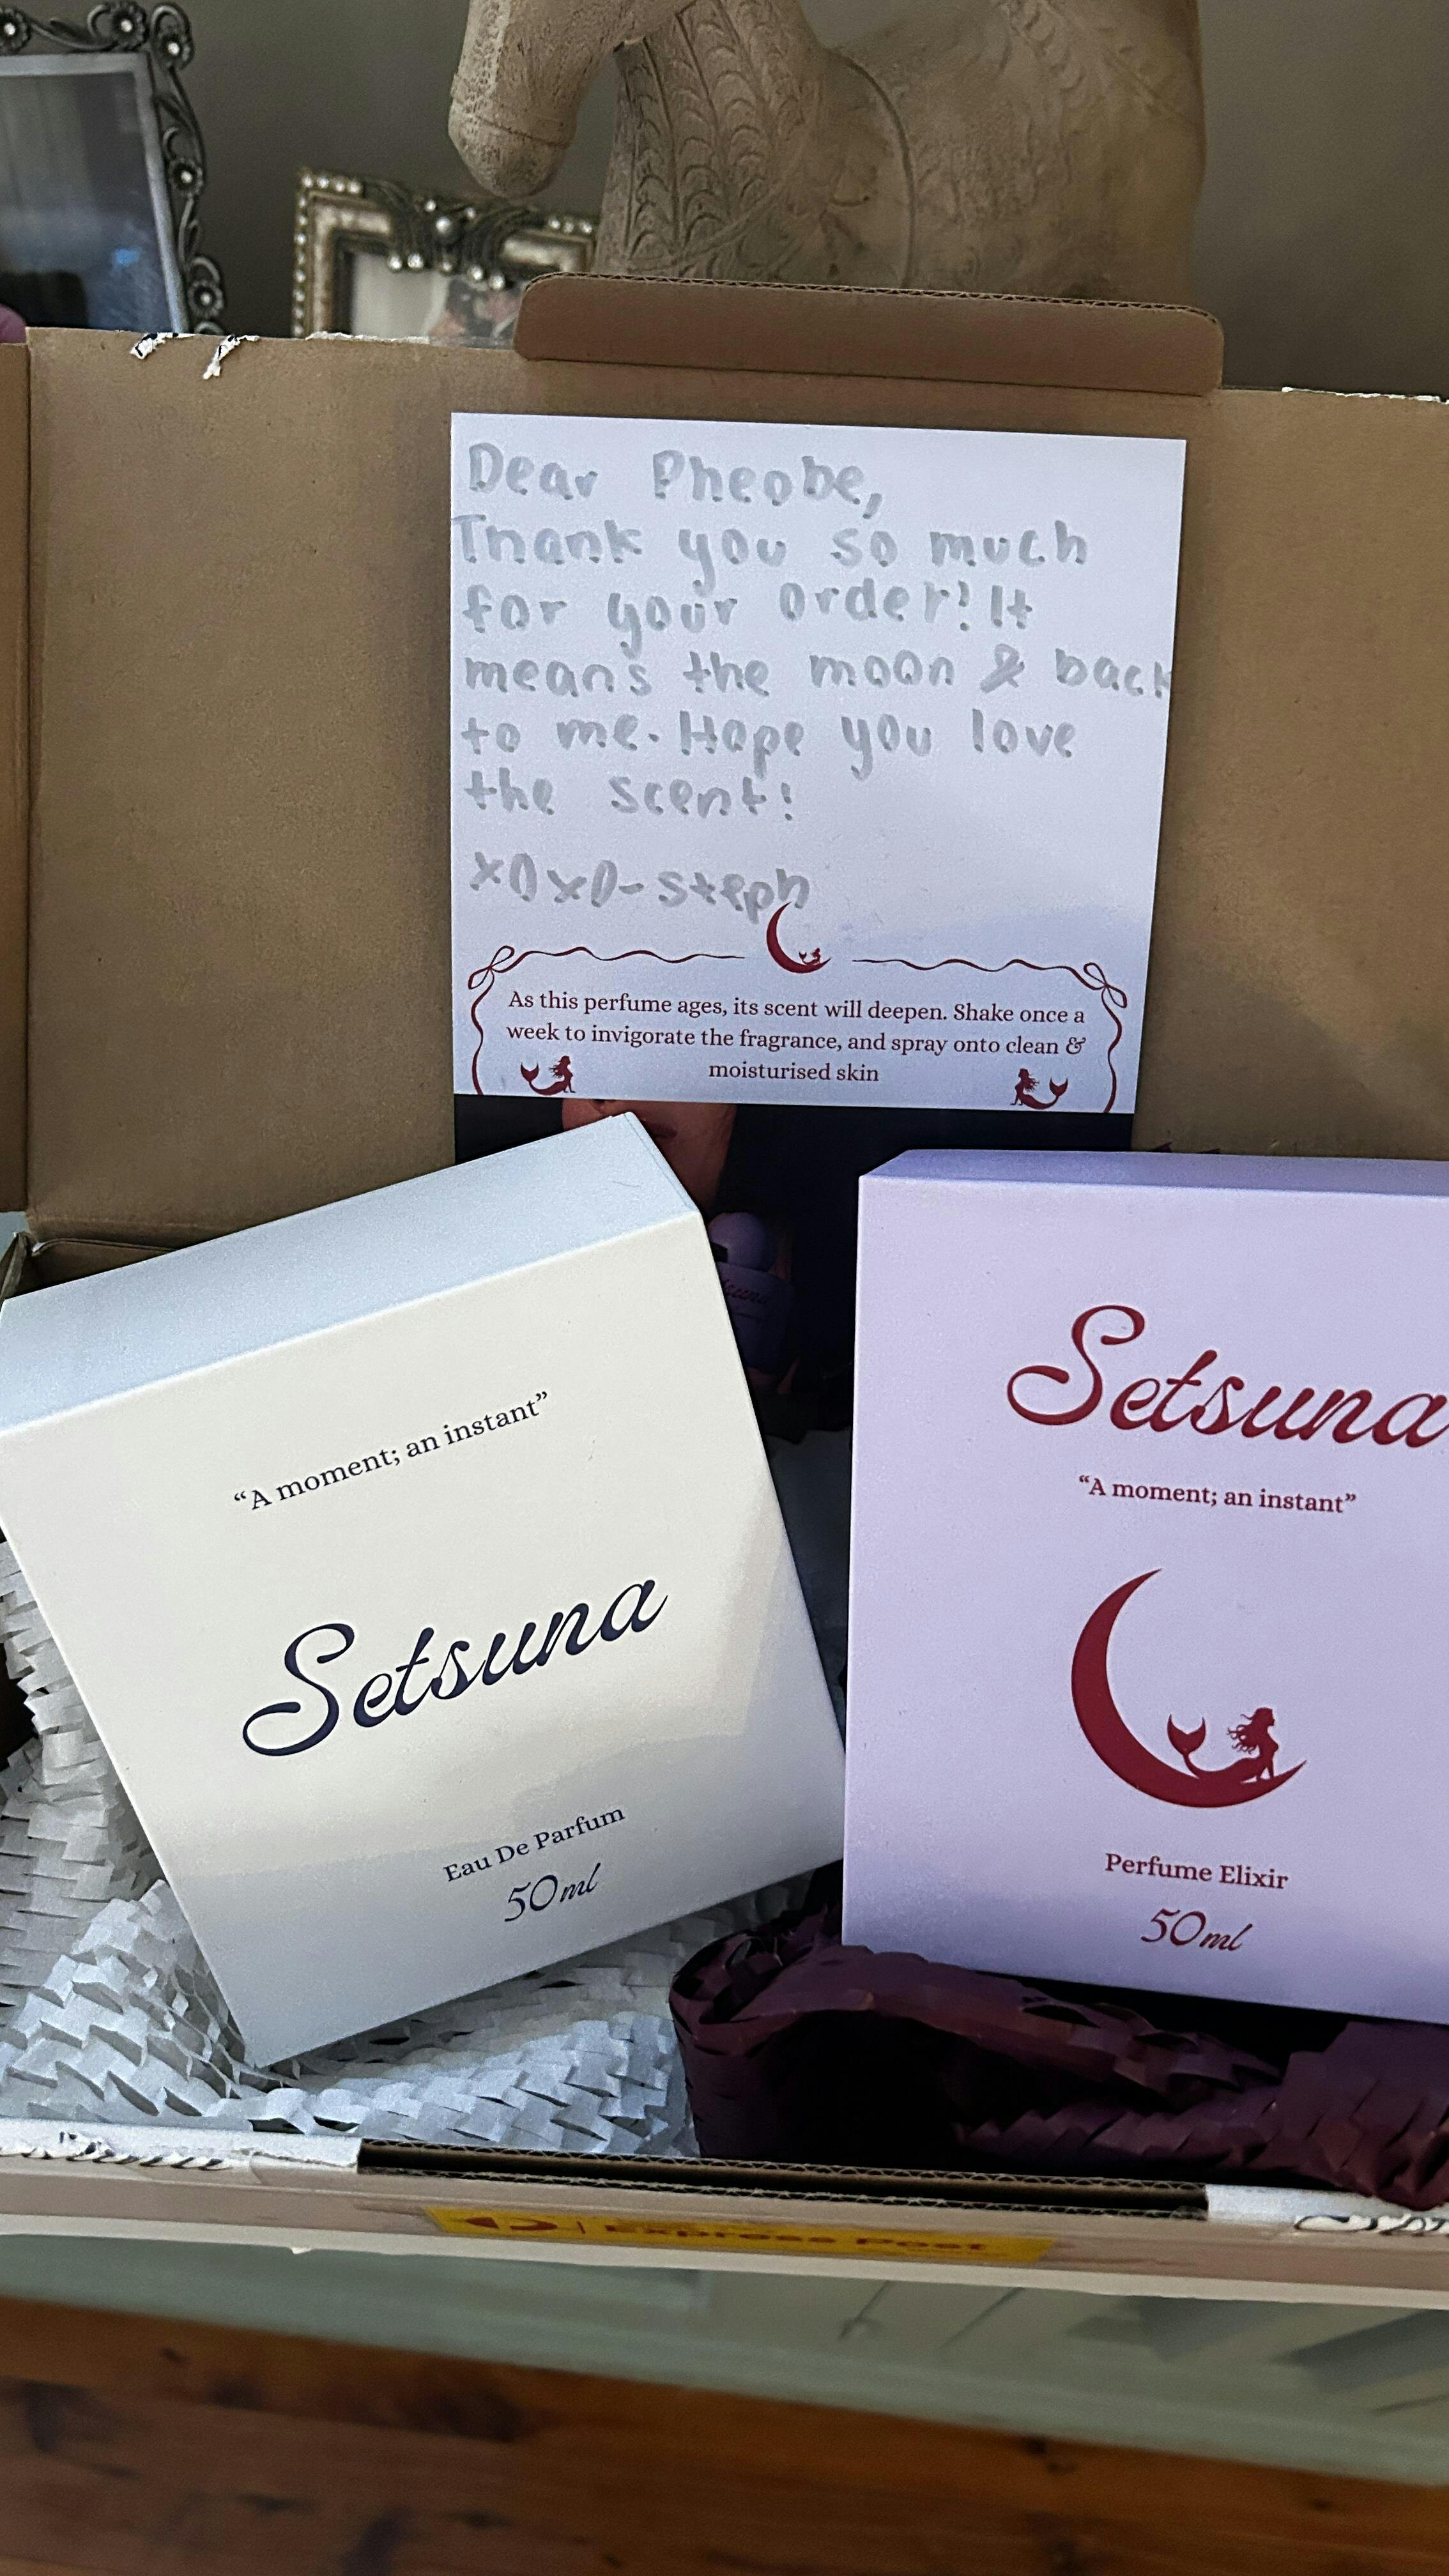 Dear Pheobe,
Thank you so much
for your order! It
means the moon & back
to me. Hope you love
the scent!
xoxo-steph
As this perfume ages, its scent will deepen. Shake once a
week to invigorate the fragrance, and spray onto clean &
moisturised skin
“A moment; an instant”
Setsuna
Eau De Parfum
50ml
Setsuna
“A moment; an instant”
Perfume Elixir
50ml
Express Post